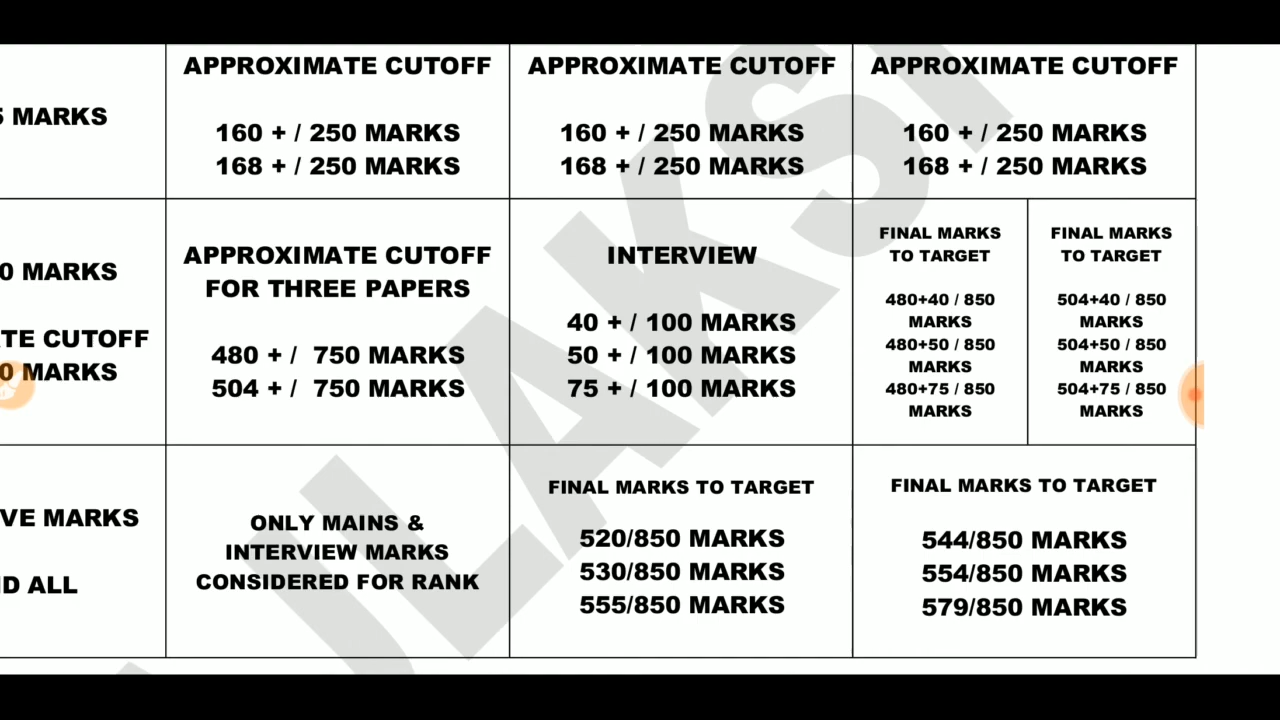 5 MARKS
APPROXIMATE CUTOFF
160 + / 250 MARKS
168 + / 250 MARKS
APPROXIMATE CUTOFF
160 + / 250 MARKS
168 + / 250 MARKS
APPROXIMATE CUTOFF
160 + / 250 MARKS
168 + / 250 MARKS
0 MARKS
TE CUTOFF
0 MARKS
APPROXIMATE CUTOFF
FOR THREE PAPERS
480 + / 750 MARKS
504 + / 750 MARKS
INTERVIEW
40 + / 100 MARKS
50 + / 100 MARKS
75 + / 100 MARKS
FINAL MARKS
TO TARGET
480+40 / 850
MARKS
480+50 / 850
MARKS
480+75 / 850
MARKS
FINAL MARKS
TO TARGET
504+40 / 850
MARKS
504+50 / 850
MARKS
504+75 / 850
MARKS
VE MARKS
D ALL
ONLY MAINS &
INTERVIEW MARKS
CONSIDERED FOR RANK
FINAL MARKS TO TARGET
520/850 MARKS
530/850 MARKS
555/850 MARKS
FINAL MARKS TO TARGET
544/850 MARKS
554/850 MARKS
579/850 MARKS